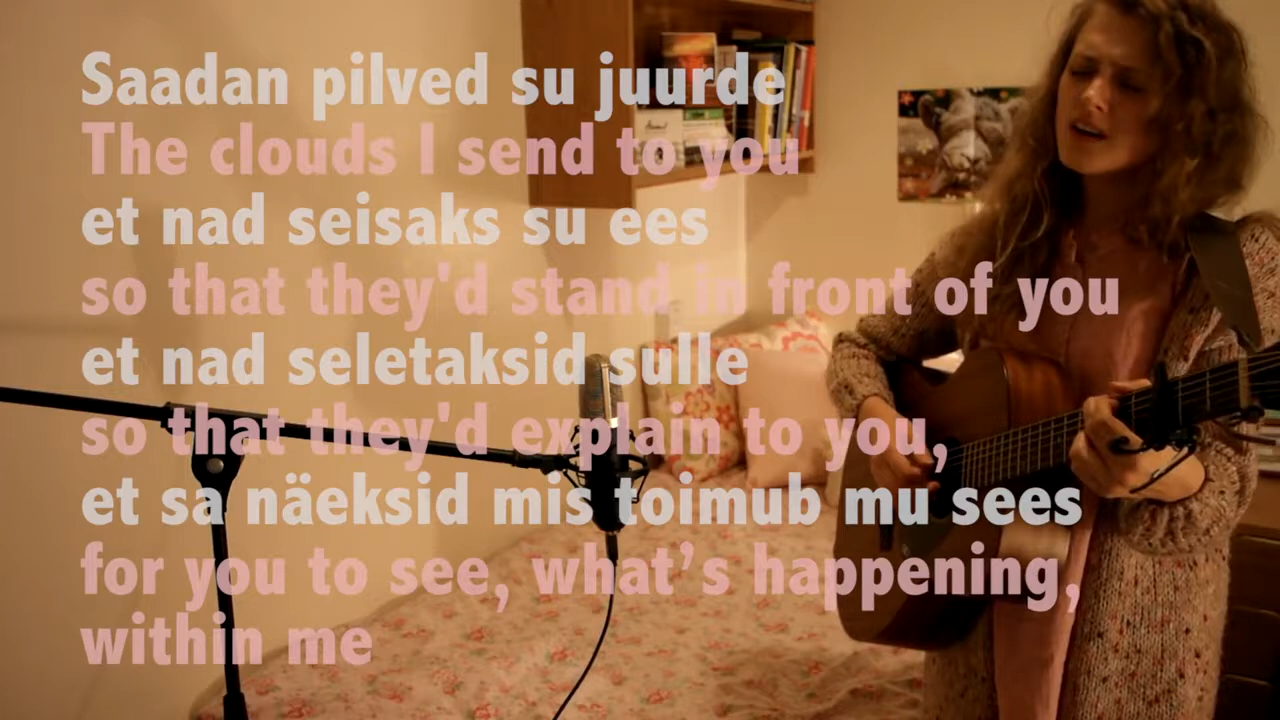 Saadan pilved su juurde
The clouds I send to you
et nad seisaks su ees
so that they'd stand in front of you
et nad seletaksid sulle
so that they'd explain to you,
et sa näeksid mis toimub mu sees
for you to see, what’s happening,
within me